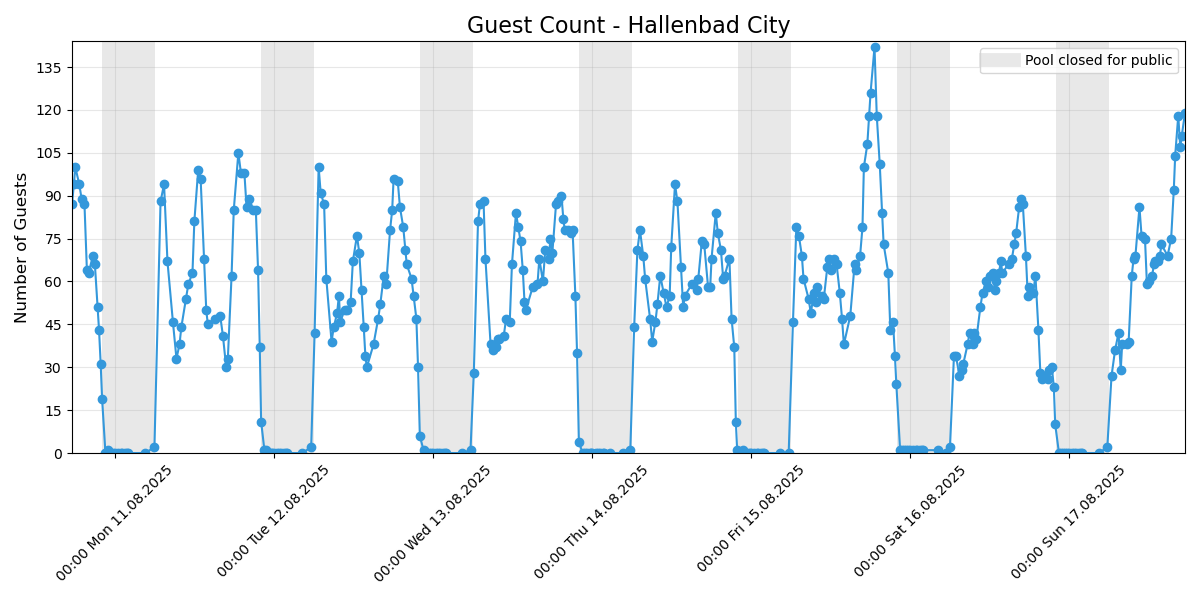 Guest Count - Hallenbad City
Pool closed for public
Number of Guests
135
120
105
90
75
60
45
30
15
0
00:00 Mon 11.08.2025
00:00 Tue 12.08.2025
00:00 Wed 13.08.2025
00:00 Thu 14.08.2025
00:00 Fri 15.08.2025
00:00 Sat 16.08.2025
00:00 Sun 17.08.2025